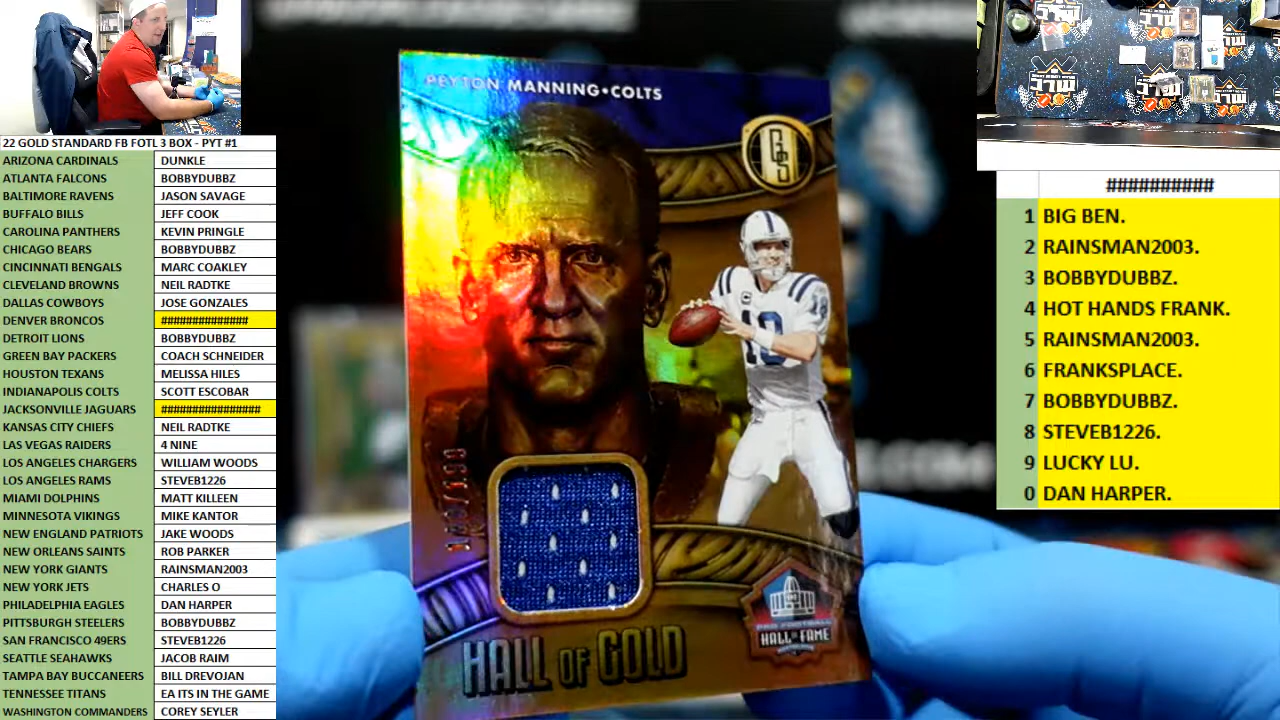 22 GOLD STANDARD FB FOTL 3 BOX - PYT #1
ARIZONA CARDINALS DUNKLE
ATLANTA FALCONS BOBBYDUBBZ
BALTIMORE RAVENS JASON SAVAGE
BUFFALO BILLS JEFF COOK
CAROLINA PANTHERS KEVIN PRINGLE
CHICAGO BEARS BOBBYDUBBZ
CINCINNATI BENGALS MARC COAKLEY
CLEVELAND BROWNS NEIL RADTKE
DALLAS COWBOYS JOSE GONZALES
DENVER BRONCOS ##############
DETROIT LIONS BOBBYDUBBZ
GREEN BAY PACKERS COACH SCHNEIDER
HOUSTON TEXANS MELISSA HILES
INDIANAPOLIS COLTS SCOTT ESCOBAR
JACKSONVILLE JAGUARS ################
KANSAS CITY CHIEFS NEIL RADTKE
LAS VEGAS RAIDERS 4 NINE
LOS ANGELES CHARGERS WILLIAM WOODS
LOS ANGELES RAMS STEVEB1226
MIAMI DOLPHINS MATT KILLEEN
MINNESOTA VIKINGS MIKE KANTOR
NEW ENGLAND PATRIOTS JAKE WOODS
NEW ORLEANS SAINTS ROB PARKER
NEW YORK GIANTS RAINSMAN2003
NEW YORK JETS CHARLES O
PHILADELPHIA EAGLES DAN HARPER
PITTSBURGH STEELERS BOBBYDUBBZ
SAN FRANCISCO 49ERS STEVEB1226
SEATTLE SEAHAWKS JACOB RAIM
TAMPA BAY BUCCANEERS BILL DREVOJAN
TENNESSEE TITANS EA ITS IN THE GAME
WASHINGTON COMMANDERS COREY SEYLER
PEYTON MANNING•COLTS
GS
18
18
HALL OF GOLD
PRO FOOTBALL
HALL OF FAME
##########
1 BIG BEN.
2 RAINSMAN2003.
3 BOBBYDUBBZ.
4 HOT HANDS FRANK.
5 RAINSMAN2003.
6 FRANKSPLACE.
7 BOBBYDUBBZ.
8 STEVEB1226.
9 LUCKY LU.
0 DAN HARPER.